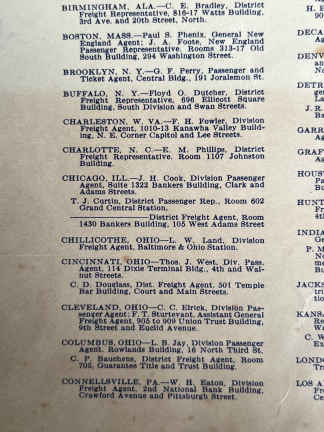 BIRMINGHAM, ALA.—C. E. Bradley, District
Freight Representative, 816-17 Watts Building,
3rd Ave. and 20th Street, North.
BOSTON, MASS.—Paul S. Phenix, General New
England Agent; J. A. Foote, New England
Passenger Representative, Rooms 313-17 Old
South Building, 294 Washington Street.
BROOKLYN, N. Y.—G. F. Perry, Passenger and
Ticket Agent, Central Bldg., 191 Joralemon St.
BUFFALO, N. Y.—Floyd O. Dutcher, District
Freight Representative, 696 Ellicott Square
Building, South Division and Swan Streets.
CHARLESTON, W. VA.—F. H. Fowler, Division
Freight Agent, 1010-13 Kanawha Valley Build-
ing, N. E. Corner Capitol and Lee Streets.
CHARLOTTE, N. C.—E. M. Phillips, District
Freight Representative. Room 1107 Johnston
Building.
CHICAGO, ILL.—J. H. Cook, Division Passenger
Agent, Suite 1322 Bankers Building, Clark and
Adams Streets.
T. J. Curtin, District Passenger Rep., Room 602
Grand Central Station.
District Freight Agent, Room
1430 Bankers Building, 105 West Adams Street
CHILLICOTHE, OHIO—L. W. Land, Division
Freight Agent, Baltimore & Ohio Station.
CINCINNATI, OHIO—Thos. J. West, Div. Pass.
Agent, 114 Dixie Terminal Bldg., 4th and Wal-
nut Streets.
C. D. Douglass, Dist. Freight Agent, 501 Temple
Bar Building, Court and Main Streets.
CLEVELAND, OHIO—C. C. Elrick, Division Pas-
senger Agent; F. T. Sturtevant, Assistant General
Freight Agent, 905 to 909 Union Trust Building,
9th Street and Euclid Avenue.
COLUMBUS, OHIO—L. B. Jay, Division Passenger
Agent. Rowlands Building, 16 North Third St.
C. P. Bauchens, District Freight Agent, Room
705, Guarantee Title and Trust Building.
CONNELLSVILLE, PA.—W. H. Eaton, Division
Freight Agent, 2nd National Bank Building,
Crawford Avenue and Pittsburgh Street.